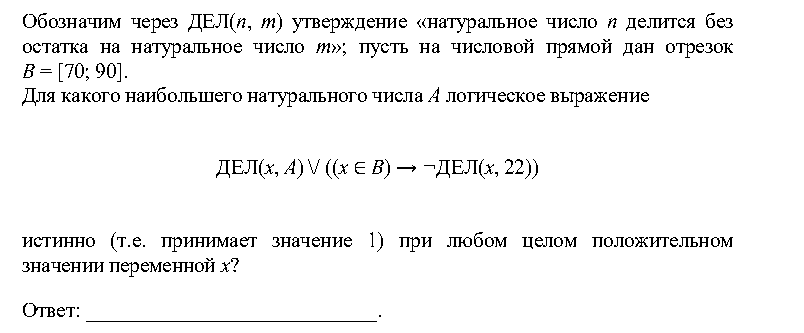 Обозначим через ДЕЛ(n, m) утверждение «натуральное число n делится без
остатка на натуральное число m»; пусть на числовой прямой дан отрезок
B = [70; 90].
Для какого наибольшего натурального числа A логическое выражение
ДЕЛ(x, A) \/ ((x ∈ B) → ¬ДЕЛ(x, 22))
истинно (т.е. принимает значение 1) при любом целом положительном
значении переменной x?
Ответ: ____________________________.